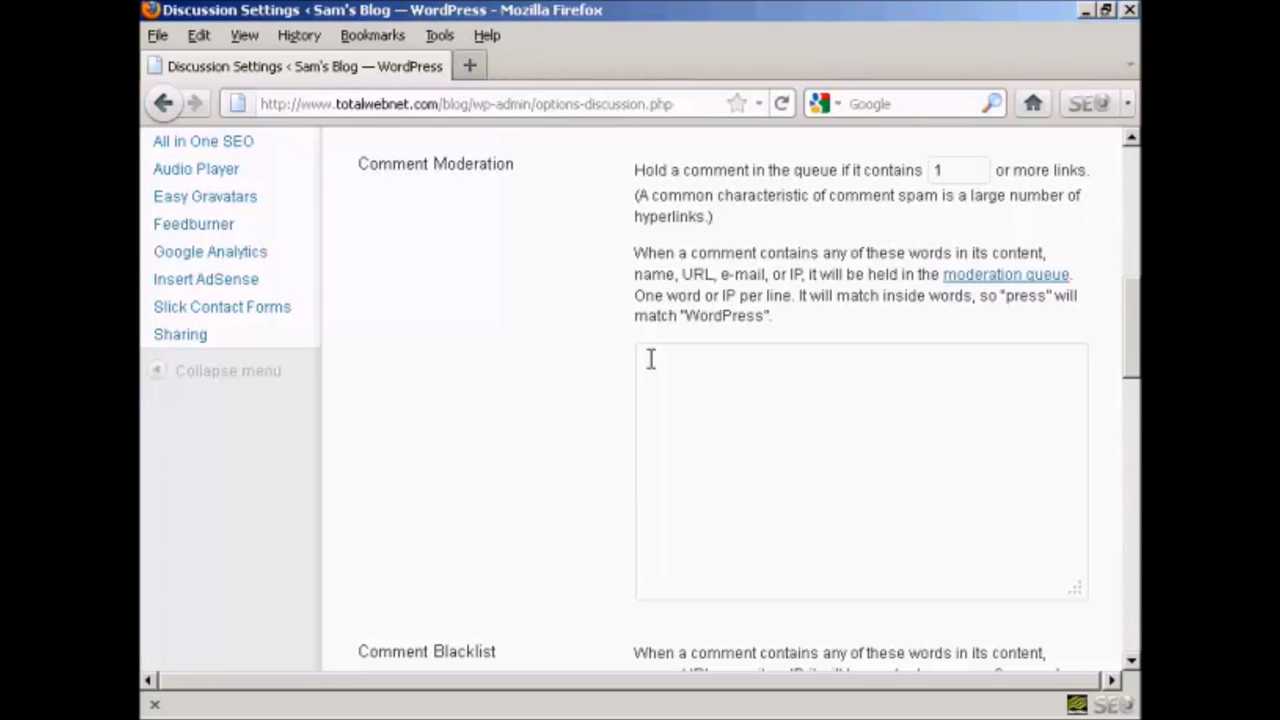 Discussion Settings ‹ Sam's Blog — WordPress - Mozilla Firefox
File Edit View History Bookmarks Tools Help
Discussion Settings ‹ Sam's Blog — WordPress
http://www.totalwebnet.com/blog/wp-admin/options-discussion.php
Google
SEO
All in One SEO
Audio Player
Easy Gravatars
Feedburner
Google Analytics
Insert AdSense
Slick Contact Forms
Sharing
Collapse menu
Comment Moderation
Hold a comment in the queue if it contains 1 or more links.
(A common characteristic of comment spam is a large number of
hyperlinks.)
When a comment contains any of these words in its content,
name, URL, e-mail, or IP, it will be held in the moderation queue.
One word or IP per line. It will match inside words, so "press" will
match "WordPress".
Comment Blacklist
When a comment contains any of these words in its content,
SEO